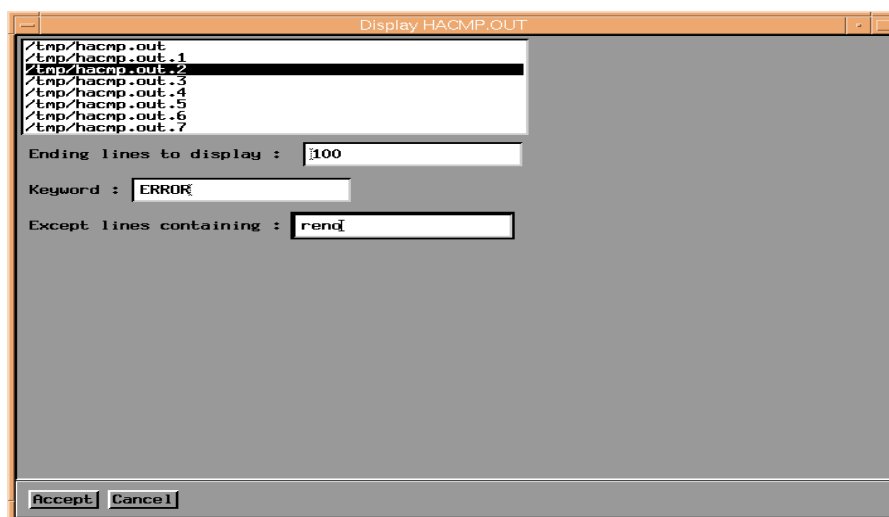 Display HACMP.OUT
/tmp/hacmp.out
/tmp/hacmp.out.1
/tmp/hacmp.out.2
/tmp/hacmp.out.3
/tmp/hacmp.out.4
/tmp/hacmp.out.5
/tmp/hacmp.out.6
/tmp/hacmp.out.7
Ending lines to display : 100
Keyword : ERROR
Except lines containing : reno
Accept Cancel